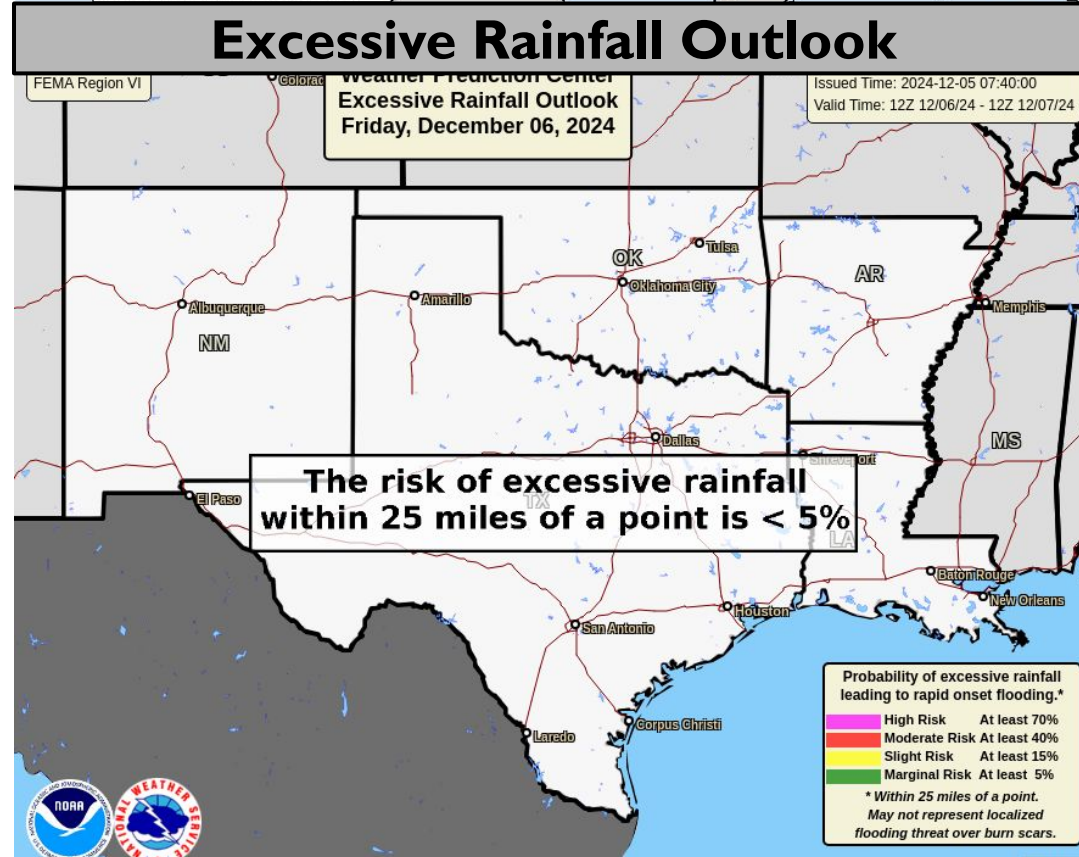 Excessive Rainfall Outlook
FEMA Region VI
Weather Prediction Center
Excessive Rainfall Outlook
Friday, December 06, 2024
Issued Time: 2024-12-05 07:40:00
Valid Time: 12Z 12/06/24 - 12Z 12/07/24
Tulsa
OK
Oklahoma City
AR
Albuquerque
Amarillo
Memphis
NM
Dallas
MS
Shreveport
The risk of excessive rainfall
within 25 miles of a point is < 5%
El Paso
TX
LA
Baton Rouge
New Orleans
Houston
San Antonio
Corpus Christi
Laredo
Probability of excessive rainfall
leading to rapid onset flooding.*
High Risk At least 70%
Moderate Risk At least 40%
Slight Risk At least 15%
Marginal Risk At least 5%
* Within 25 miles of a point.
May not represent localized
flooding threat over burn scars.
NOAA
NATIONAL WEATHER SERVICE